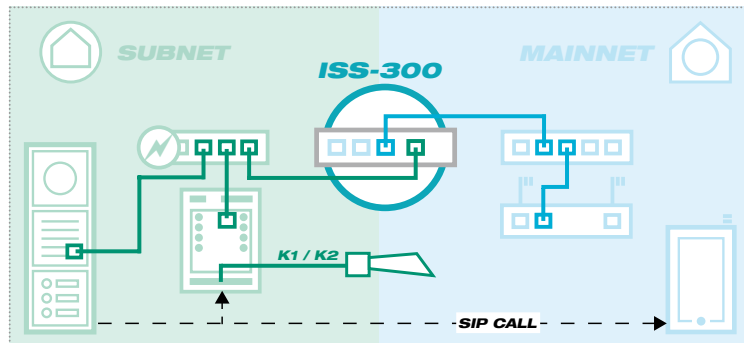 SUBNET
ISS-300
MAINNET
K1 / K2
SIP CALL